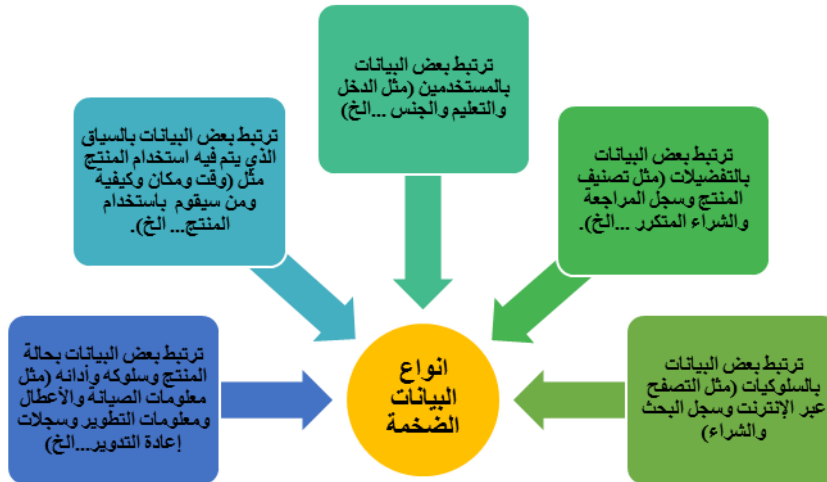 ترتبط بعض البيانات
بالمستخدمين (مثل الدخل
والتعليم والجنس ...الخ)
ترتبط بعض البيانات
بالتفضيلات (مثل تصنيف
المنتج وسجل المراجعة
والشراء المتكرر ...الخ).
ترتبط بعض البيانات
بالسلوكيات (مثل التصفح
عبر الإنترنت وسجل البحث
والشراء)
ترتبط بعض البيانات بالسياق
الذي يتم فيه استخدام المنتج
مثل (وقت ومكان وكيفية
ومن سيقوم باستخدام
المنتج... الخ).
ترتبط بعض البيانات بحالة
المنتج وسلوكه وأدائه (مثل
معلومات الصيانة والأعطال
ومعلومات التطوير وسجلات
إعادة التدوير...الخ)
انواع
البيانات
الضخمة